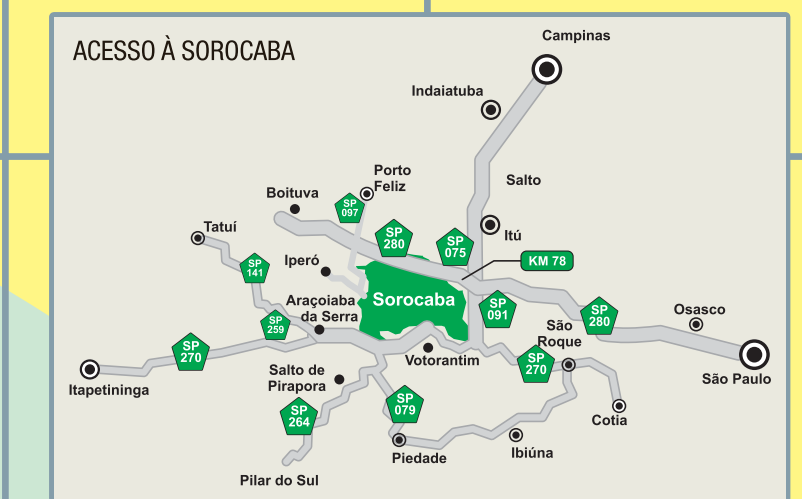 ACESSO À SOROCABA
Campinas
Indaiatuba
Porto
Feliz
Salto
Boituva
SP
097
Tatuí
SP
280
SP
075
Itú
SP
141
Iperó
KM 78
Araçoiaba
da Serra
Sorocaba
SP
091
SP
280
Osasco
SP
259
São
Roque
SP
270
Votorantim
SP
270
São Paulo
Itapetininga
Salto de
Pirapora
SP
264
SP
079
Cotia
Piedade
Ibiúna
Pilar do Sul